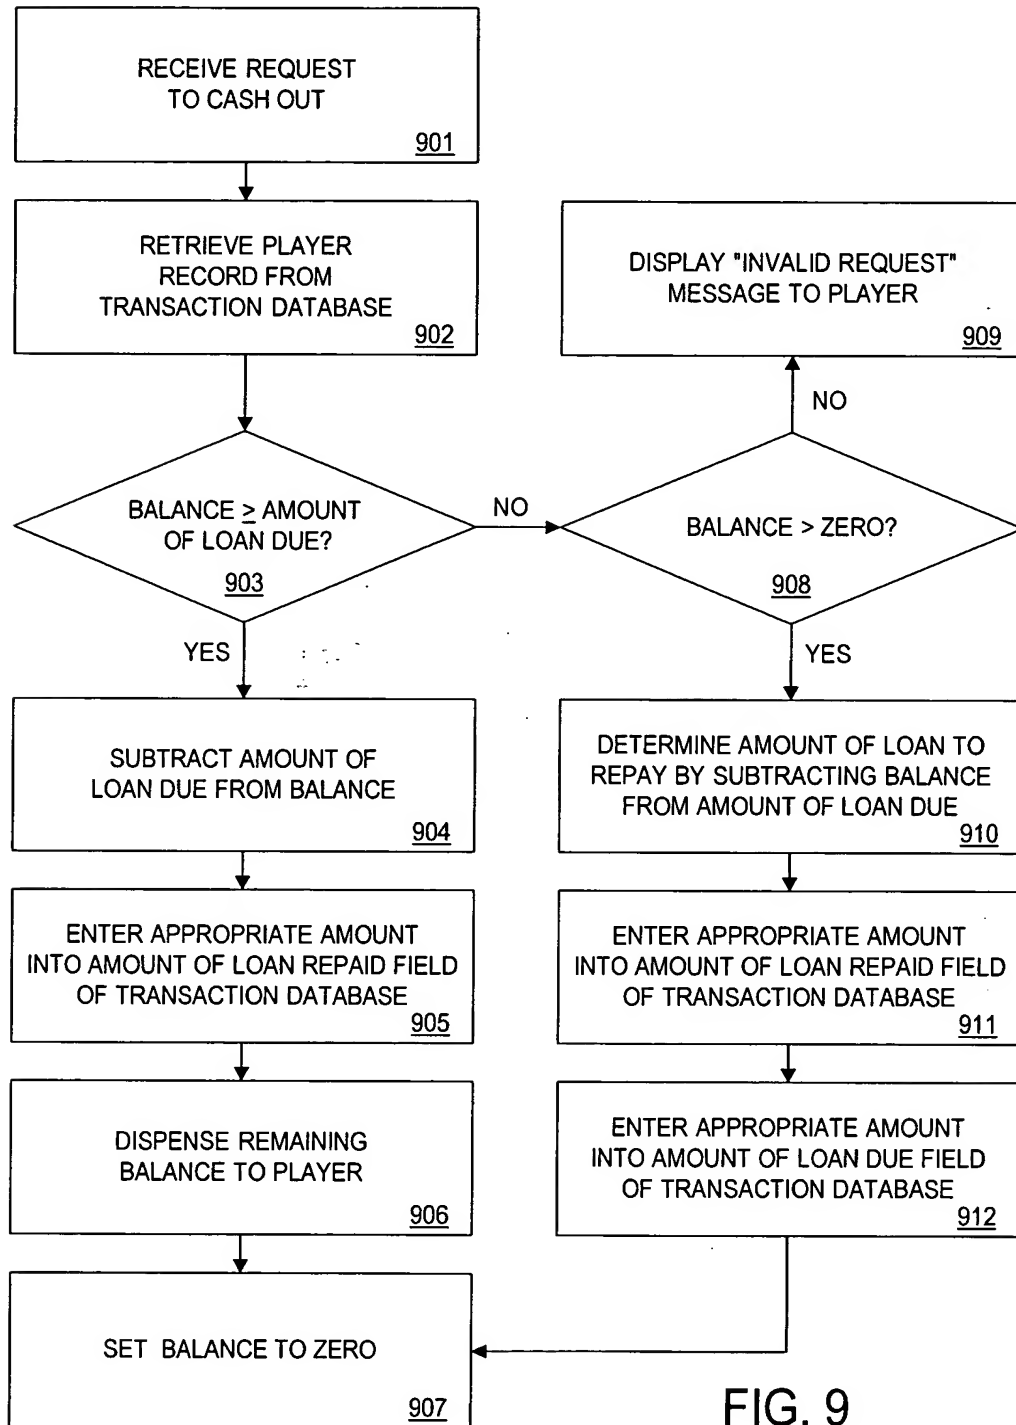 RECEIVE REQUEST
TO CASH OUT
901
RETRIEVE PLAYER
RECORD FROM
TRANSACTION DATABASE
902
DISPLAY "INVALID REQUEST"
MESSAGE TO PLAYER
909
NO
BALANCE ≥ AMOUNT
OF LOAN DUE?
903
NO
BALANCE > ZERO?
908
YES
YES
SUBTRACT AMOUNT OF
LOAN DUE FROM BALANCE
904
DETERMINE AMOUNT OF LOAN TO
REPAY BY SUBTRACTING BALANCE
FROM AMOUNT OF LOAN DUE
910
ENTER APPROPRIATE AMOUNT
INTO AMOUNT OF LOAN REPAID FIELD
OF TRANSACTION DATABASE
905
ENTER APPROPRIATE AMOUNT
INTO AMOUNT OF LOAN REPAID FIELD
OF TRANSACTION DATABASE
911
DISPENSE REMAINING
BALANCE TO PLAYER
906
ENTER APPROPRIATE AMOUNT
INTO AMOUNT OF LOAN DUE FIELD
OF TRANSACTION DATABASE
912
SET BALANCE TO ZERO
907
FIG. 9